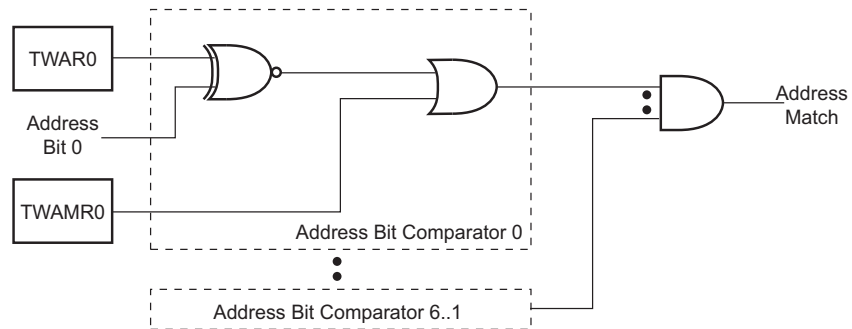 TWAR0
Address
Bit 0
TWAMR0
Address Bit Comparator 0
Address Bit Comparator 6..1
Address
Match